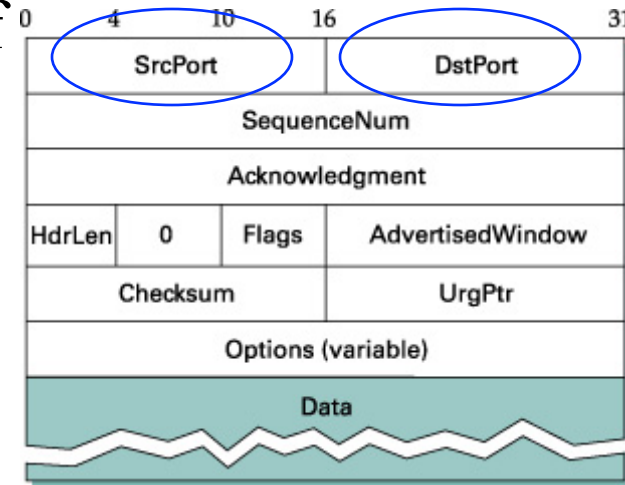 0 4 10 16 31
SrcPort DstPort
SequenceNum
Acknowledgment
HdrLen 0 Flags AdvertisedWindow
Checksum UrgPtr
Options (variable)
Data